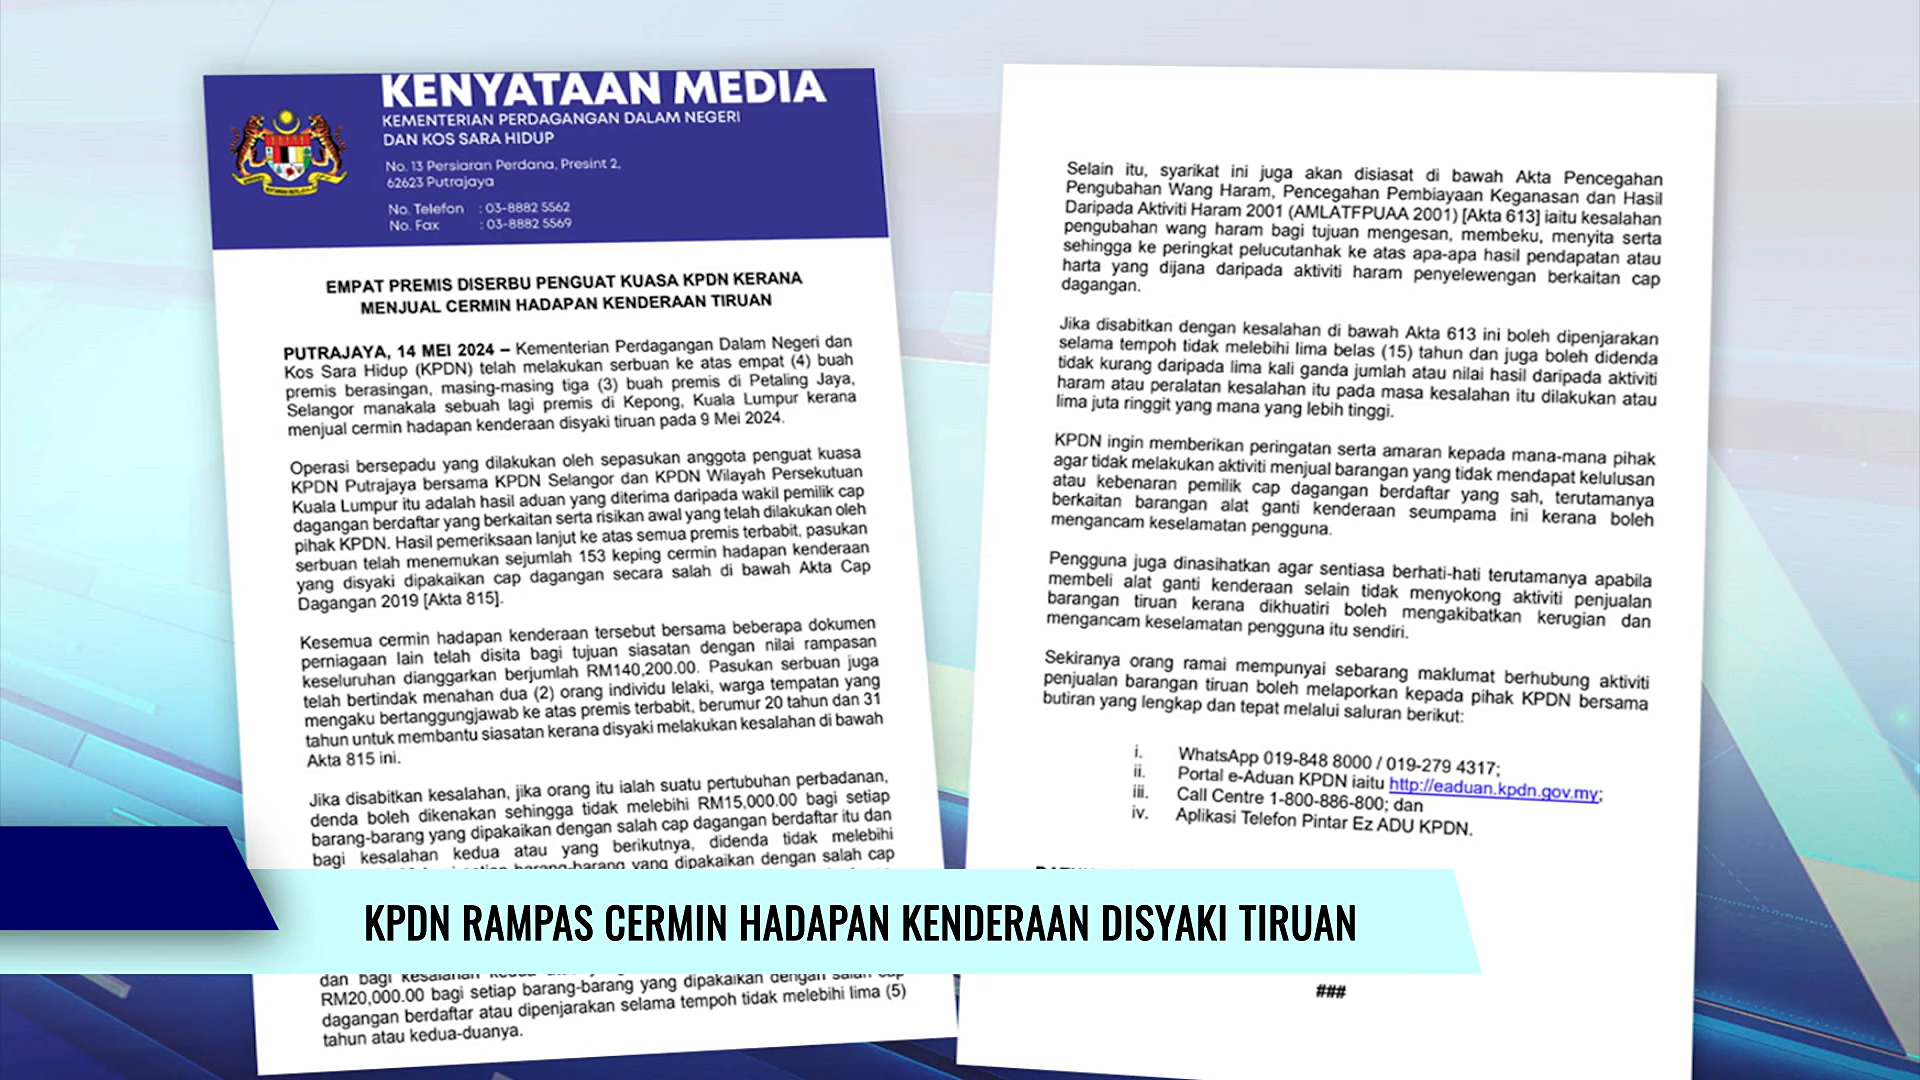 KENYATAAN MEDIA
KEMENTERIAN PERDAGANGAN DALAM NEGERI
DAN KOS SARA HIDUP
No. 13 Persiaran Perdana, Presint 2,
62623 Putrajaya
No. Telefon : 03-8882 5562
No. Fax : 03-8882 5569
EMPAT PREMIS DISERBU PENGUAT KUASA KPDN KERANA
MENJUAL CERMIN HADAPAN KENDERAAN TIRUAN
PUTRAJAYA, 14 MEI 2024 – Kementerian Perdagangan Dalam Negeri dan
Kos Sara Hidup (KPDN) telah melakukan serbuan ke atas empat (4) buah
premis berasingan, masing-masing tiga (3) buah premis di Petaling Jaya,
Selangor manakala sebuah lagi premis di Kepong, Kuala Lumpur kerana
menjual cermin hadapan kenderaan disyaki tiruan pada 9 Mei 2024.
Operasi bersepadu yang dilakukan oleh sepasukan anggota penguat kuasa
KPDN Putrajaya bersama KPDN Selangor dan KPDN Wilayah Persekutuan
Kuala Lumpur itu adalah hasil aduan yang diterima daripada wakil pemilik cap
dagangan berdaftar yang berkaitan serta risikan awal yang telah dilakukan oleh
pihak KPDN. Hasil pemeriksaan lanjut ke atas semua premis terbabit, pasukan
serbuan telah menemukan sejumlah 153 keping cermin hadapan kenderaan
yang disyaki dipakaikan cap dagangan secara salah di bawah Akta Cap
Dagangan 2019 [Akta 815].
Kesemua cermin hadapan kenderaan tersebut bersama beberapa dokumen
perniagaan lain telah disita bagi tujuan siasatan dengan nilai rampasan
keseluruhan dianggarkan berjumlah RM140,200.00. Pasukan serbuan juga
telah bertindak menahan dua (2) orang individu lelaki, warga tempatan yang
mengaku bertanggungjawab ke atas premis terbabit, berumur 20 tahun dan 31
tahun untuk membantu siasatan kerana disyaki melakukan kesalahan di bawah
Akta 815 ini.
Jika disabitkan kesalahan, jika orang itu ialah suatu pertubuhan perbadanan,
denda boleh dikenakan sehingga tidak melebihi RM15,000.00 bagi setiap
barang-barang yang dipakaikan dengan salah cap dagangan berdaftar itu dan
bagi kesalahan kedua atau yang berikutnya, didenda tidak melebihi
setiap barang-barang yang dipakaikan dengan salah cap
dan bagi kesalahan kedua
RM20,000.00 bagi setiap barang-barang yang dipakaikan dengan salah cap
dagangan berdaftar atau dipenjarakan selama tempoh tidak melebihi lima (5)
tahun atau kedua-duanya.
Selain itu, syarikat ini juga akan disiasat di bawah Akta Pencegahan
Pengubahan Wang Haram, Pencegahan Pembiayaan Keganasan dan Hasil
Daripada Aktiviti Haram 2001 (AMLATFPUAA 2001) [Akta 613] iaitu kesalahan
pengubahan wang haram bagi tujuan mengesan, membeku, menyita serta
sehingga ke peringkat pelucutanhak ke atas apa-apa hasil pendapatan atau
harta yang dijana daripada aktiviti haram penyelewengan berkaitan cap
dagangan.
Jika disabitkan dengan kesalahan di bawah Akta 613 ini boleh dipenjarakan
selama tempoh tidak melebihi lima belas (15) tahun dan juga boleh didenda
tidak kurang daripada lima kali ganda jumlah atau nilai hasil daripada aktiviti
haram atau peralatan kesalahan itu pada masa kesalahan itu dilakukan atau
lima juta ringgit yang mana yang lebih tinggi.
KPDN ingin memberikan peringatan serta amaran kepada mana-mana pihak
agar tidak melakukan aktiviti menjual barangan yang tidak mendapat kelulusan
atau kebenaran pemilik cap dagangan berdaftar yang sah, terutamanya
berkaitan barangan alat ganti kenderaan seumpama ini kerana boleh
mengancam keselamatan pengguna.
Pengguna juga dinasihatkan agar sentiasa berhati-hati terutamanya apabila
membeli alat ganti kenderaan selain tidak menyokong aktiviti penjualan
barangan tiruan kerana dikhuatiri boleh mengakibatkan kerugian dan
mengancam keselamatan pengguna itu sendiri.
Sekiranya orang ramai mempunyai sebarang maklumat berhubung aktiviti
penjualan barangan tiruan boleh melaporkan kepada pihak KPDN bersama
butiran yang lengkap dan tepat melalui saluran berikut:
i. WhatsApp 019-848 8000 / 019-279 4317;
ii. Portal e-Aduan KPDN iaitu http://eaduan.kpdn.gov.my;
iii. Call Centre 1-800-886-800; dan
iv. Aplikasi Telefon Pintar Ez ADU KPDN.
###
KPDN RAMPAS CERMIN HADAPAN KENDERAAN DISYAKI TIRUAN